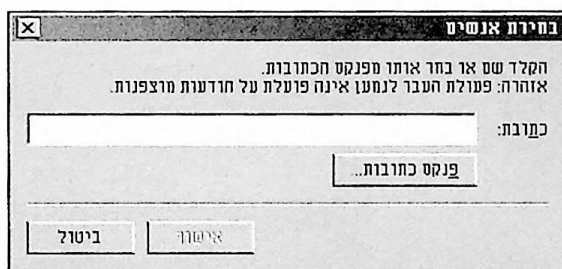 בחירת אנשים
הקלד שם או בחר אותו מפנקס הכתובות.
אזהרה: פעולת העבר לנמען אינה פועלת על חודעות מוצפנות.
כתובת:
פנקס כתובות...
אישור
ביטול